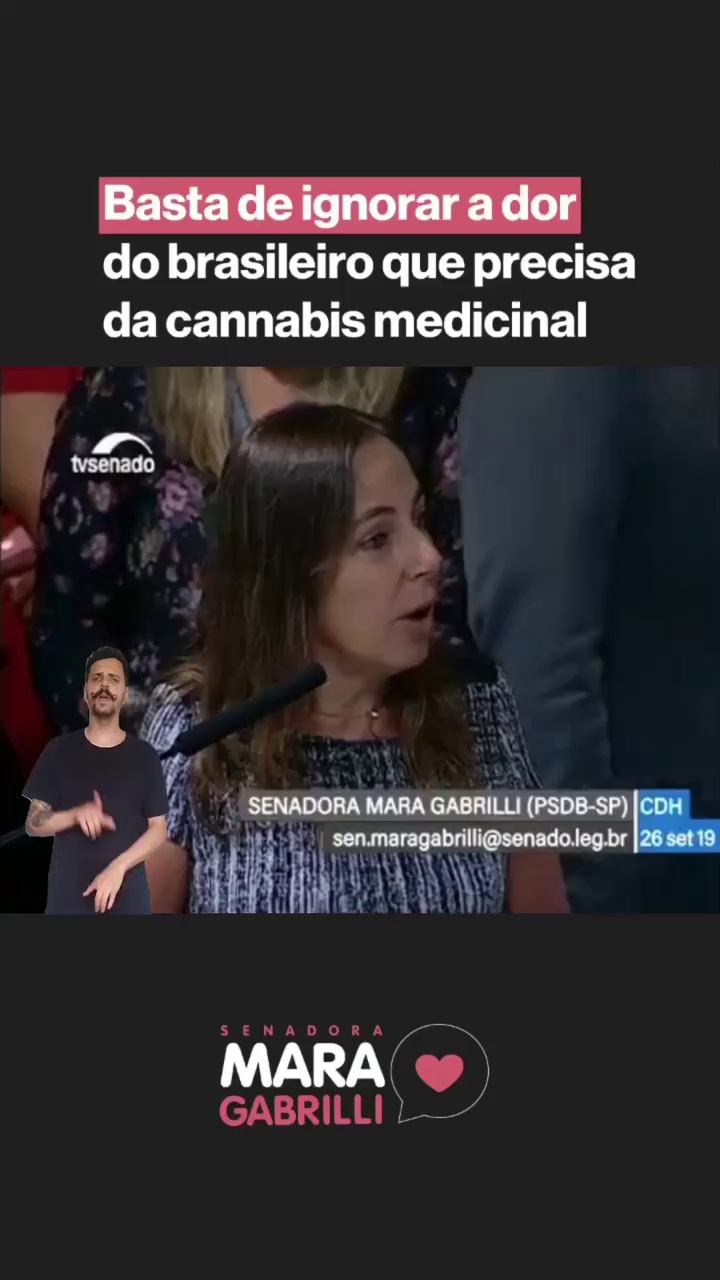 Basta de ignorar a dor
do brasileiro que precisa
da cannabis medicinal
tvsenado
SENADORA MARA GABRILLI (PSDB-SP) CDH
sen.maragabrilli@senado.leg.br 26 set 19
SENADORA
MARA
GABRILLI